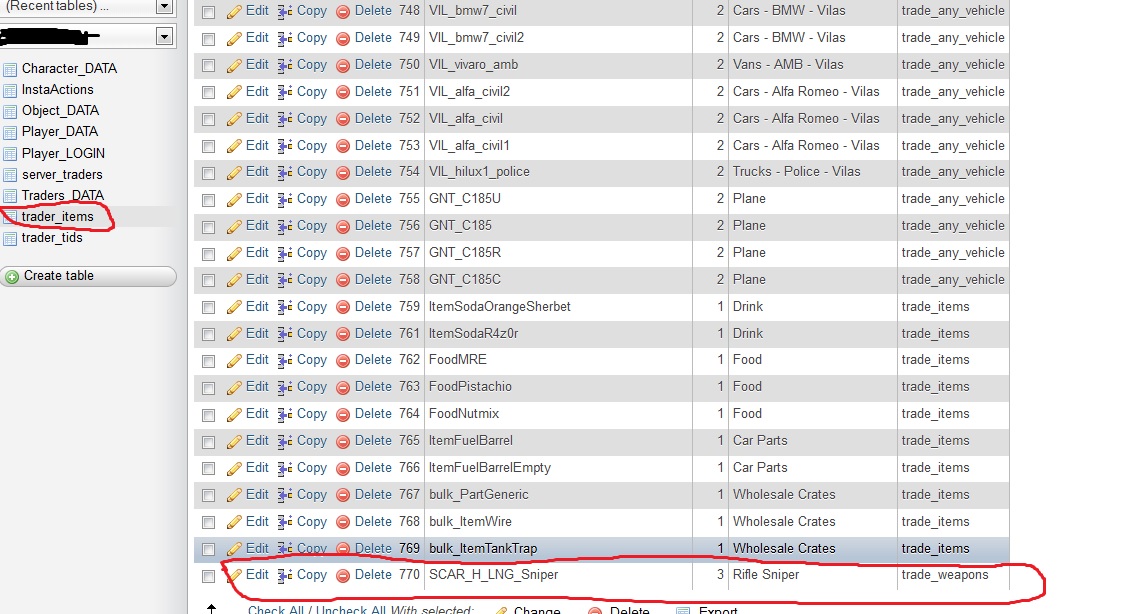 (Recent tables) ...
Character_DATA
InstaActions
Object_DATA
Player_DATA
Player_LOGIN
server_traders
Traders_DATA
trader_items
trader_tids
Create table
Edit Copy Delete 748 VIL_bmw7_civil 2 Cars - BMW - Vilas trade_any_vehicle
Edit Copy Delete 749 VIL_bmw7_civil2 2 Cars - BMW - Vilas trade_any_vehicle
Edit Copy Delete 750 VIL_vivaro_amb 2 Vans - AMB - Vilas trade_any_vehicle
Edit Copy Delete 751 VIL_alfa_civil2 2 Cars - Alfa Romeo - Vilas trade_any_vehicle
Edit Copy Delete 752 VIL_alfa_civil 2 Cars - Alfa Romeo - Vilas trade_any_vehicle
Edit Copy Delete 753 VIL_alfa_civil1 2 Cars - Alfa Romeo - Vilas trade_any_vehicle
Edit Copy Delete 754 VIL_hilux1_police 2 Trucks - Police - Vilas trade_any_vehicle
Edit Copy Delete 755 GNT_C185U 2 Plane trade_any_vehicle
Edit Copy Delete 756 GNT_C185 2 Plane trade_any_vehicle
Edit Copy Delete 757 GNT_C185R 2 Plane trade_any_vehicle
Edit Copy Delete 758 GNT_C185C 2 Plane trade_any_vehicle
Edit Copy Delete 759 ItemSodaOrangeSherbet 1 Drink trade_items
Edit Copy Delete 761 ItemSodaR4z0r 1 Drink trade_items
Edit Copy Delete 762 FoodMRE 1 Food trade_items
Edit Copy Delete 763 FoodPistachio 1 Food trade_items
Edit Copy Delete 764 FoodNutmix 1 Food trade_items
Edit Copy Delete 765 ItemFuelBarrel 1 Car Parts trade_items
Edit Copy Delete 766 ItemFuelBarrelEmpty 1 Car Parts trade_items
Edit Copy Delete 767 bulk_PartGeneric 1 Wholesale Crates trade_items
Edit Copy Delete 768 bulk_ItemWire 1 Wholesale Crates trade_items
Edit Copy Delete 769 bulk_ItemTankTrap 1 Wholesale Crates trade_items
Edit Copy Delete 770 SCAR_H_LNG_Sniper 3 Rifle Sniper trade_weapons
Check All / Uncheck All With selected: Change Delete Export